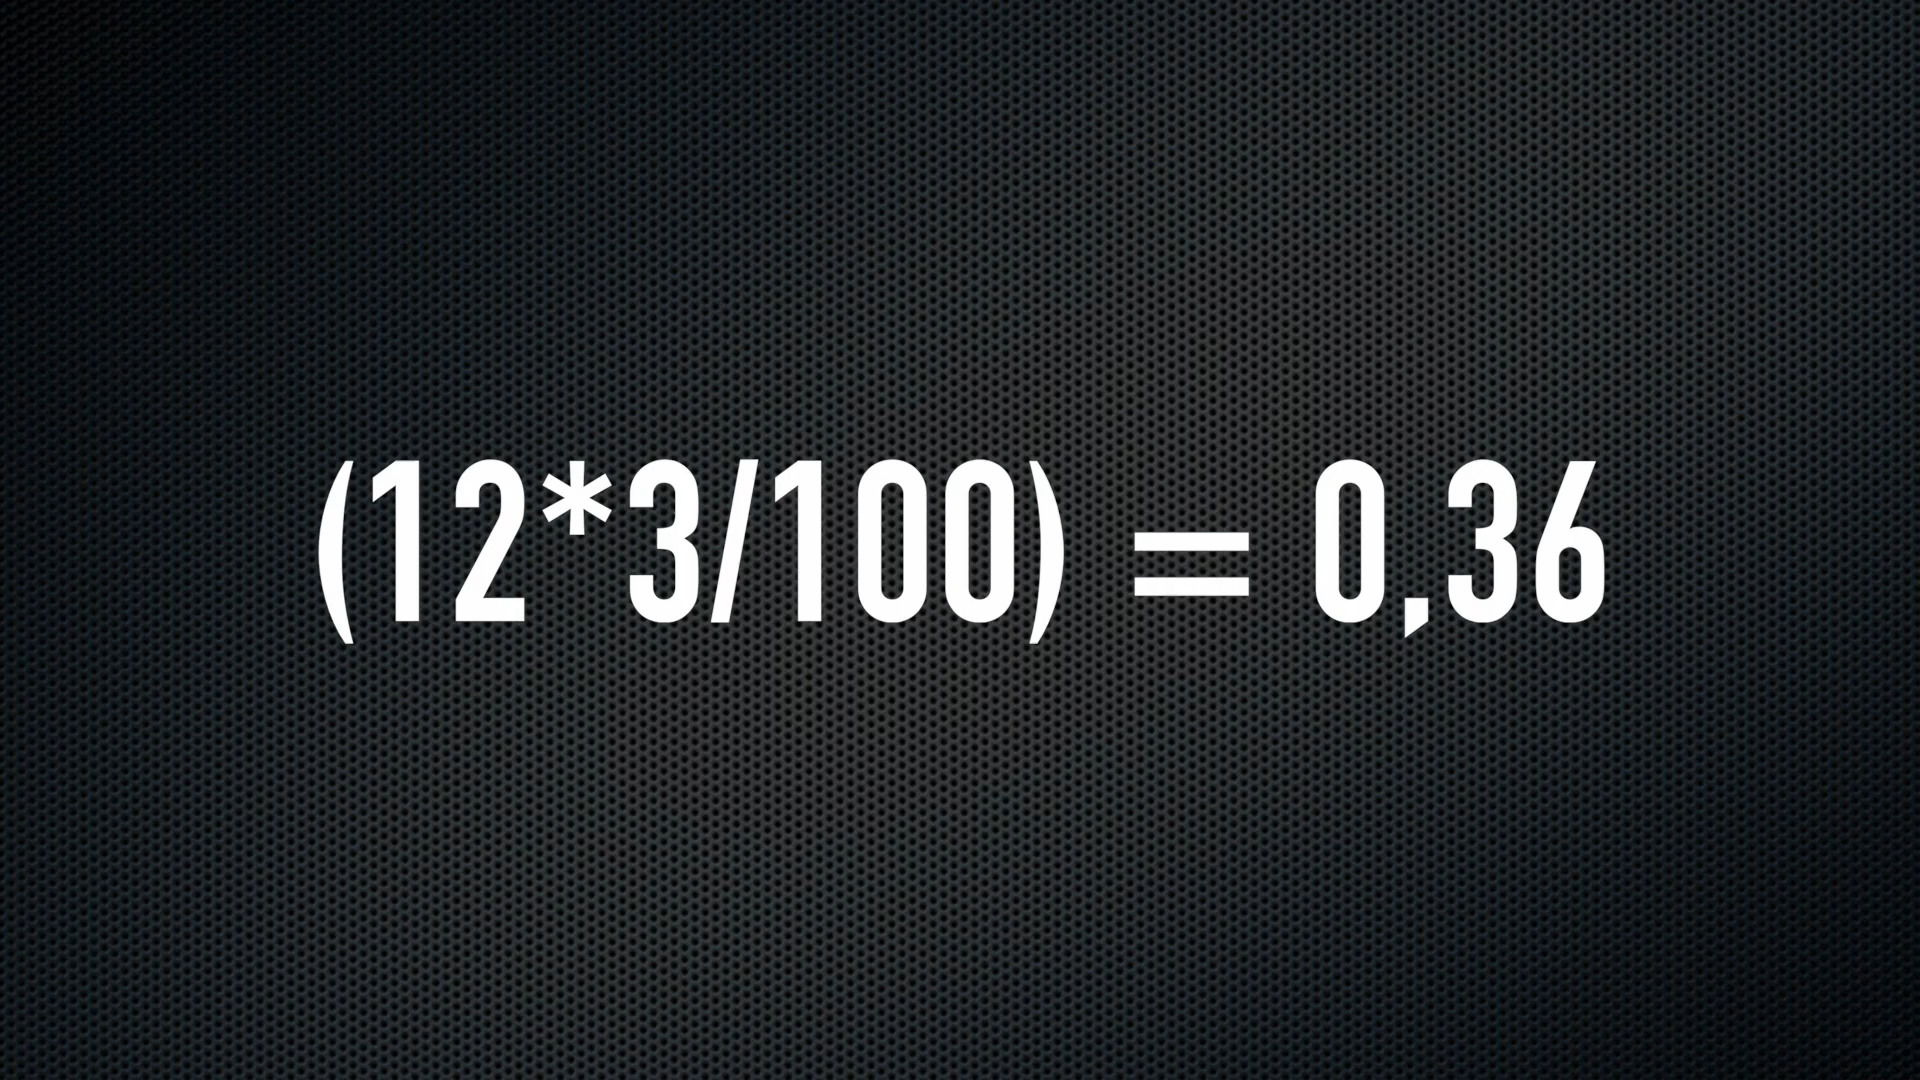 (12*3/100) = 0,36